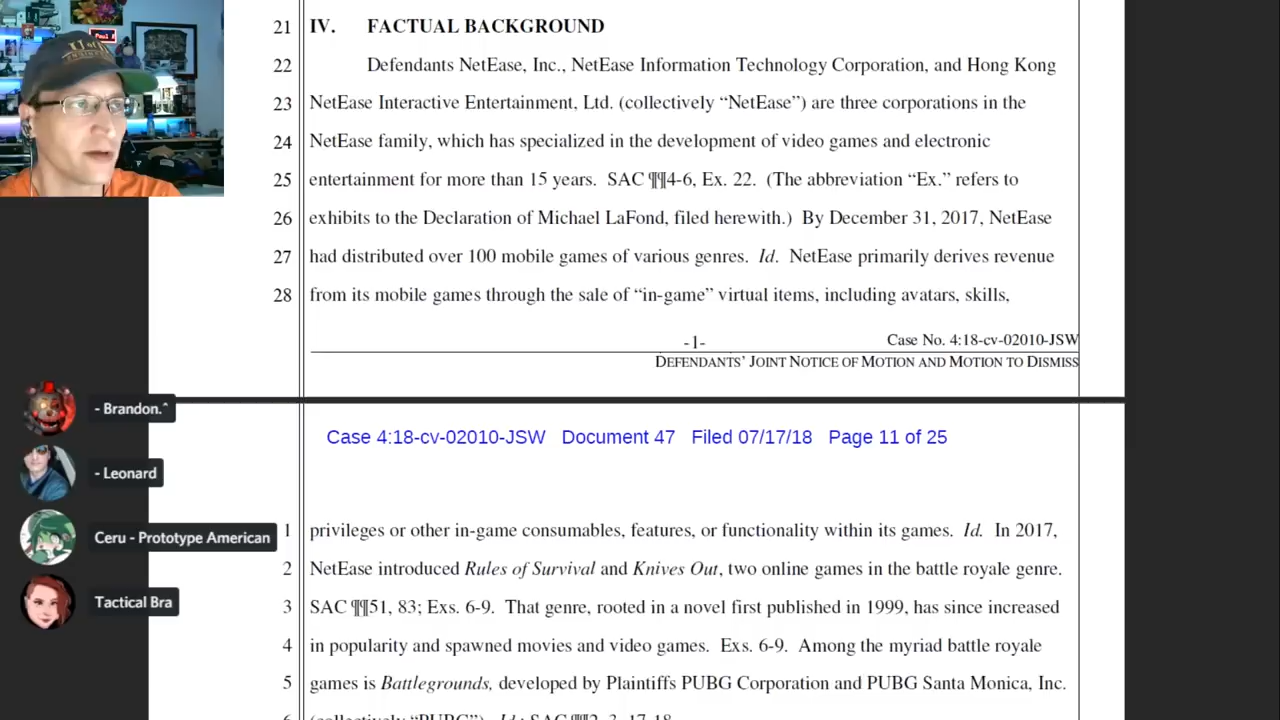 21 IV. FACTUAL BACKGROUND
22 Defendants NetEase, Inc., NetEase Information Technology Corporation, and Hong Kong
23 NetEase Interactive Entertainment, Ltd. (collectively “NetEase”) are three corporations in the
24 NetEase family, which has specialized in the development of video games and electronic
25 entertainment for more than 15 years. SAC ¶¶4-6, Ex. 22. (The abbreviation “Ex.” refers to
26 exhibits to the Declaration of Michael LaFond, filed herewith.) By December 31, 2017, NetEase
27 had distributed over 100 mobile games of various genres. Id. NetEase primarily derives revenue
28 from its mobile games through the sale of “in-game” virtual items, including avatars, skills,
-1- Case No. 4:18-cv-02010-JSW
DEFENDANTS’ JOINT NOTICE OF MOTION AND MOTION TO DISMISS
- Brandon.^
Case 4:18-cv-02010-JSW Document 47 Filed 07/17/18 Page 11 of 25
- Leonard
Ceru - Prototype American
1 privileges or other in-game consumables, features, or functionality within its games. Id. In 2017,
2 NetEase introduced Rules of Survival and Knives Out, two online games in the battle royale genre.
Tactical Bra
3 SAC ¶¶51, 83; Exs. 6-9. That genre, rooted in a novel first published in 1999, has since increased
4 in popularity and spawned movies and video games. Exs. 6-9. Among the myriad battle royale
5 games is Battlegrounds, developed by Plaintiffs PUBG Corporation and PUBG Santa Monica, Inc.
(collectively “PUBG”). Id.; SAC ¶¶2, 3, 17-18.